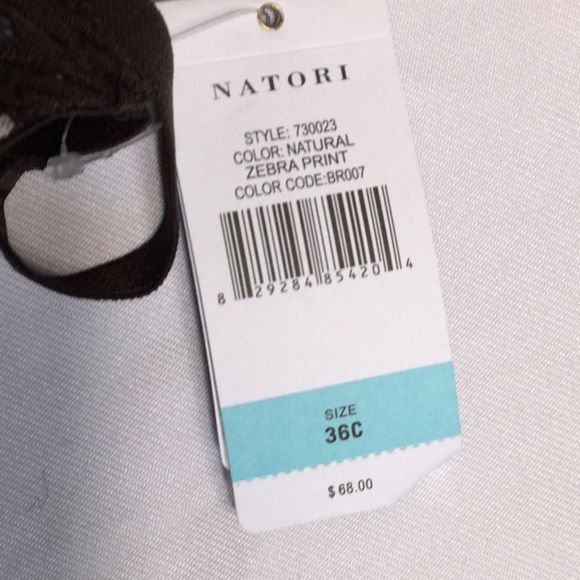 NATORI
STYLE: 730023
COLOR: NATURAL
ZEBRA PRINT
COLOR CODE:BR007
8 29284 85420 4
SIZE
36C
$68.00